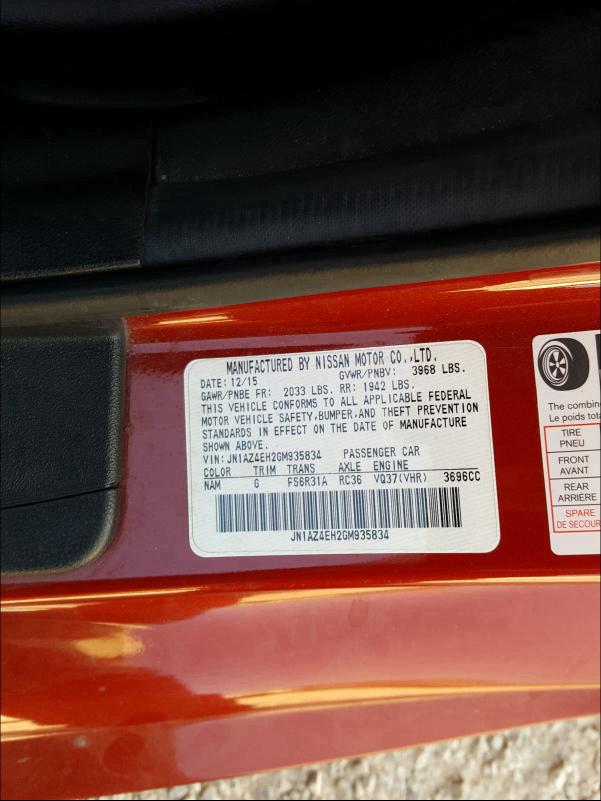 MANUFACTURED BY NISSAN MOTOR CO.,LTD.
DATE: 12/15 GVWR/PNBV: 3968 LBS.
GAWR/PNBE FR: 2033 LBS. RR: 1942 LBS.
THIS VEHICLE CONFORMS TO ALL APPLICABLE FEDERAL
MOTOR VEHICLE SAFETY,BUMPER,AND THEFT PREVENTION
STANDARDS IN EFFECT ON THE DATE OF MANUFACTURE
SHOWN ABOVE.
VIN: JN1AZ4EH2GM935834 PASSENGER CAR
COLOR TRIM TRANS AXLE ENGINE
NAM G FS6R31A RC36 VQ37(VHR) 3696CC
JN1AZ4EH2GM935834
The combine
Le poids tota
TIRE
PNEU
FRONT
AVANT
REAR
ARRIÈRE
SPARE
DE SECOUR